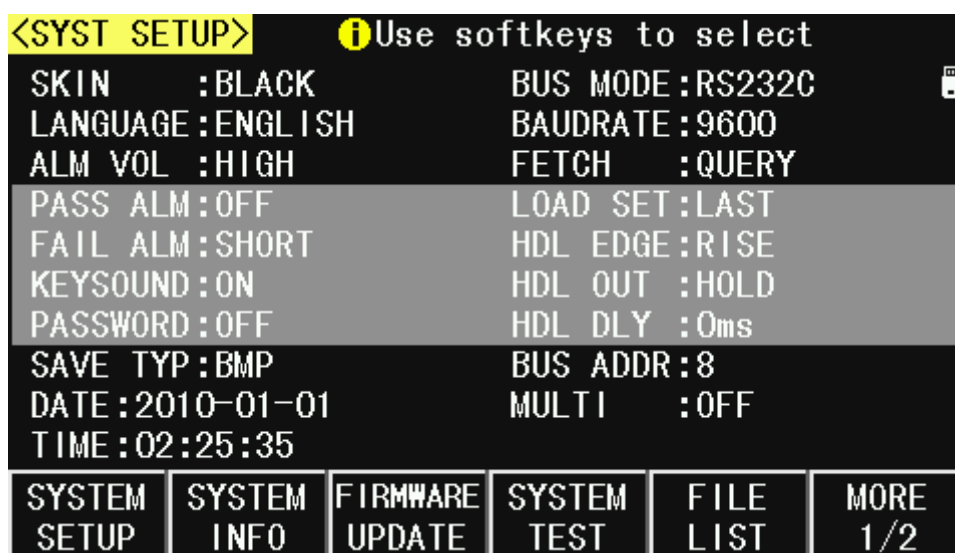 <SYST SETUP> Use softkeys to select
SKIN :BLACK BUS MODE:RS232C
LANGUAGE:ENGLISH BAUDRATE:9600
ALM VOL :HIGH FETCH :QUERY
PASS ALM:OFF LOAD SET:LAST
FAIL ALM:SHORT HDL EDGE:RISE
KEYSOUND:ON HDL OUT :HOLD
PASSWORD:OFF HDL DLY :0ms
SAVE TYP:BMP BUS ADDR:8
DATE:2010-01-01 MULTI :OFF
TIME:02:25:35
SYSTEM SETUP SYSTEM INFO FIRMWARE UPDATE SYSTEM TEST FILE LIST MORE 1/2